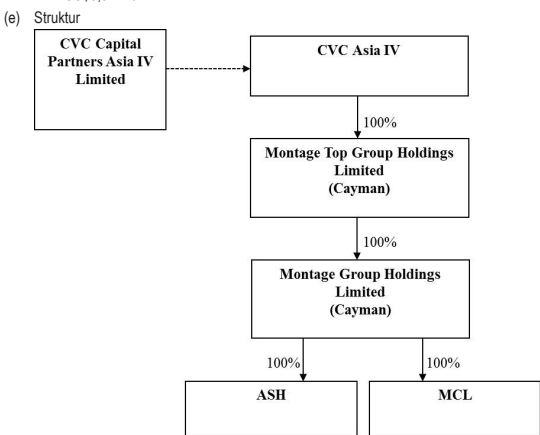 (e) Struktur
CVC Capital
Partners Asia IV
Limited
CVC Asia IV
100%
Montage Top Group Holdings
Limited
(Cayman)
100%
Montage Group Holdings
Limited
(Cayman)
100%
100%
ASH
MCL